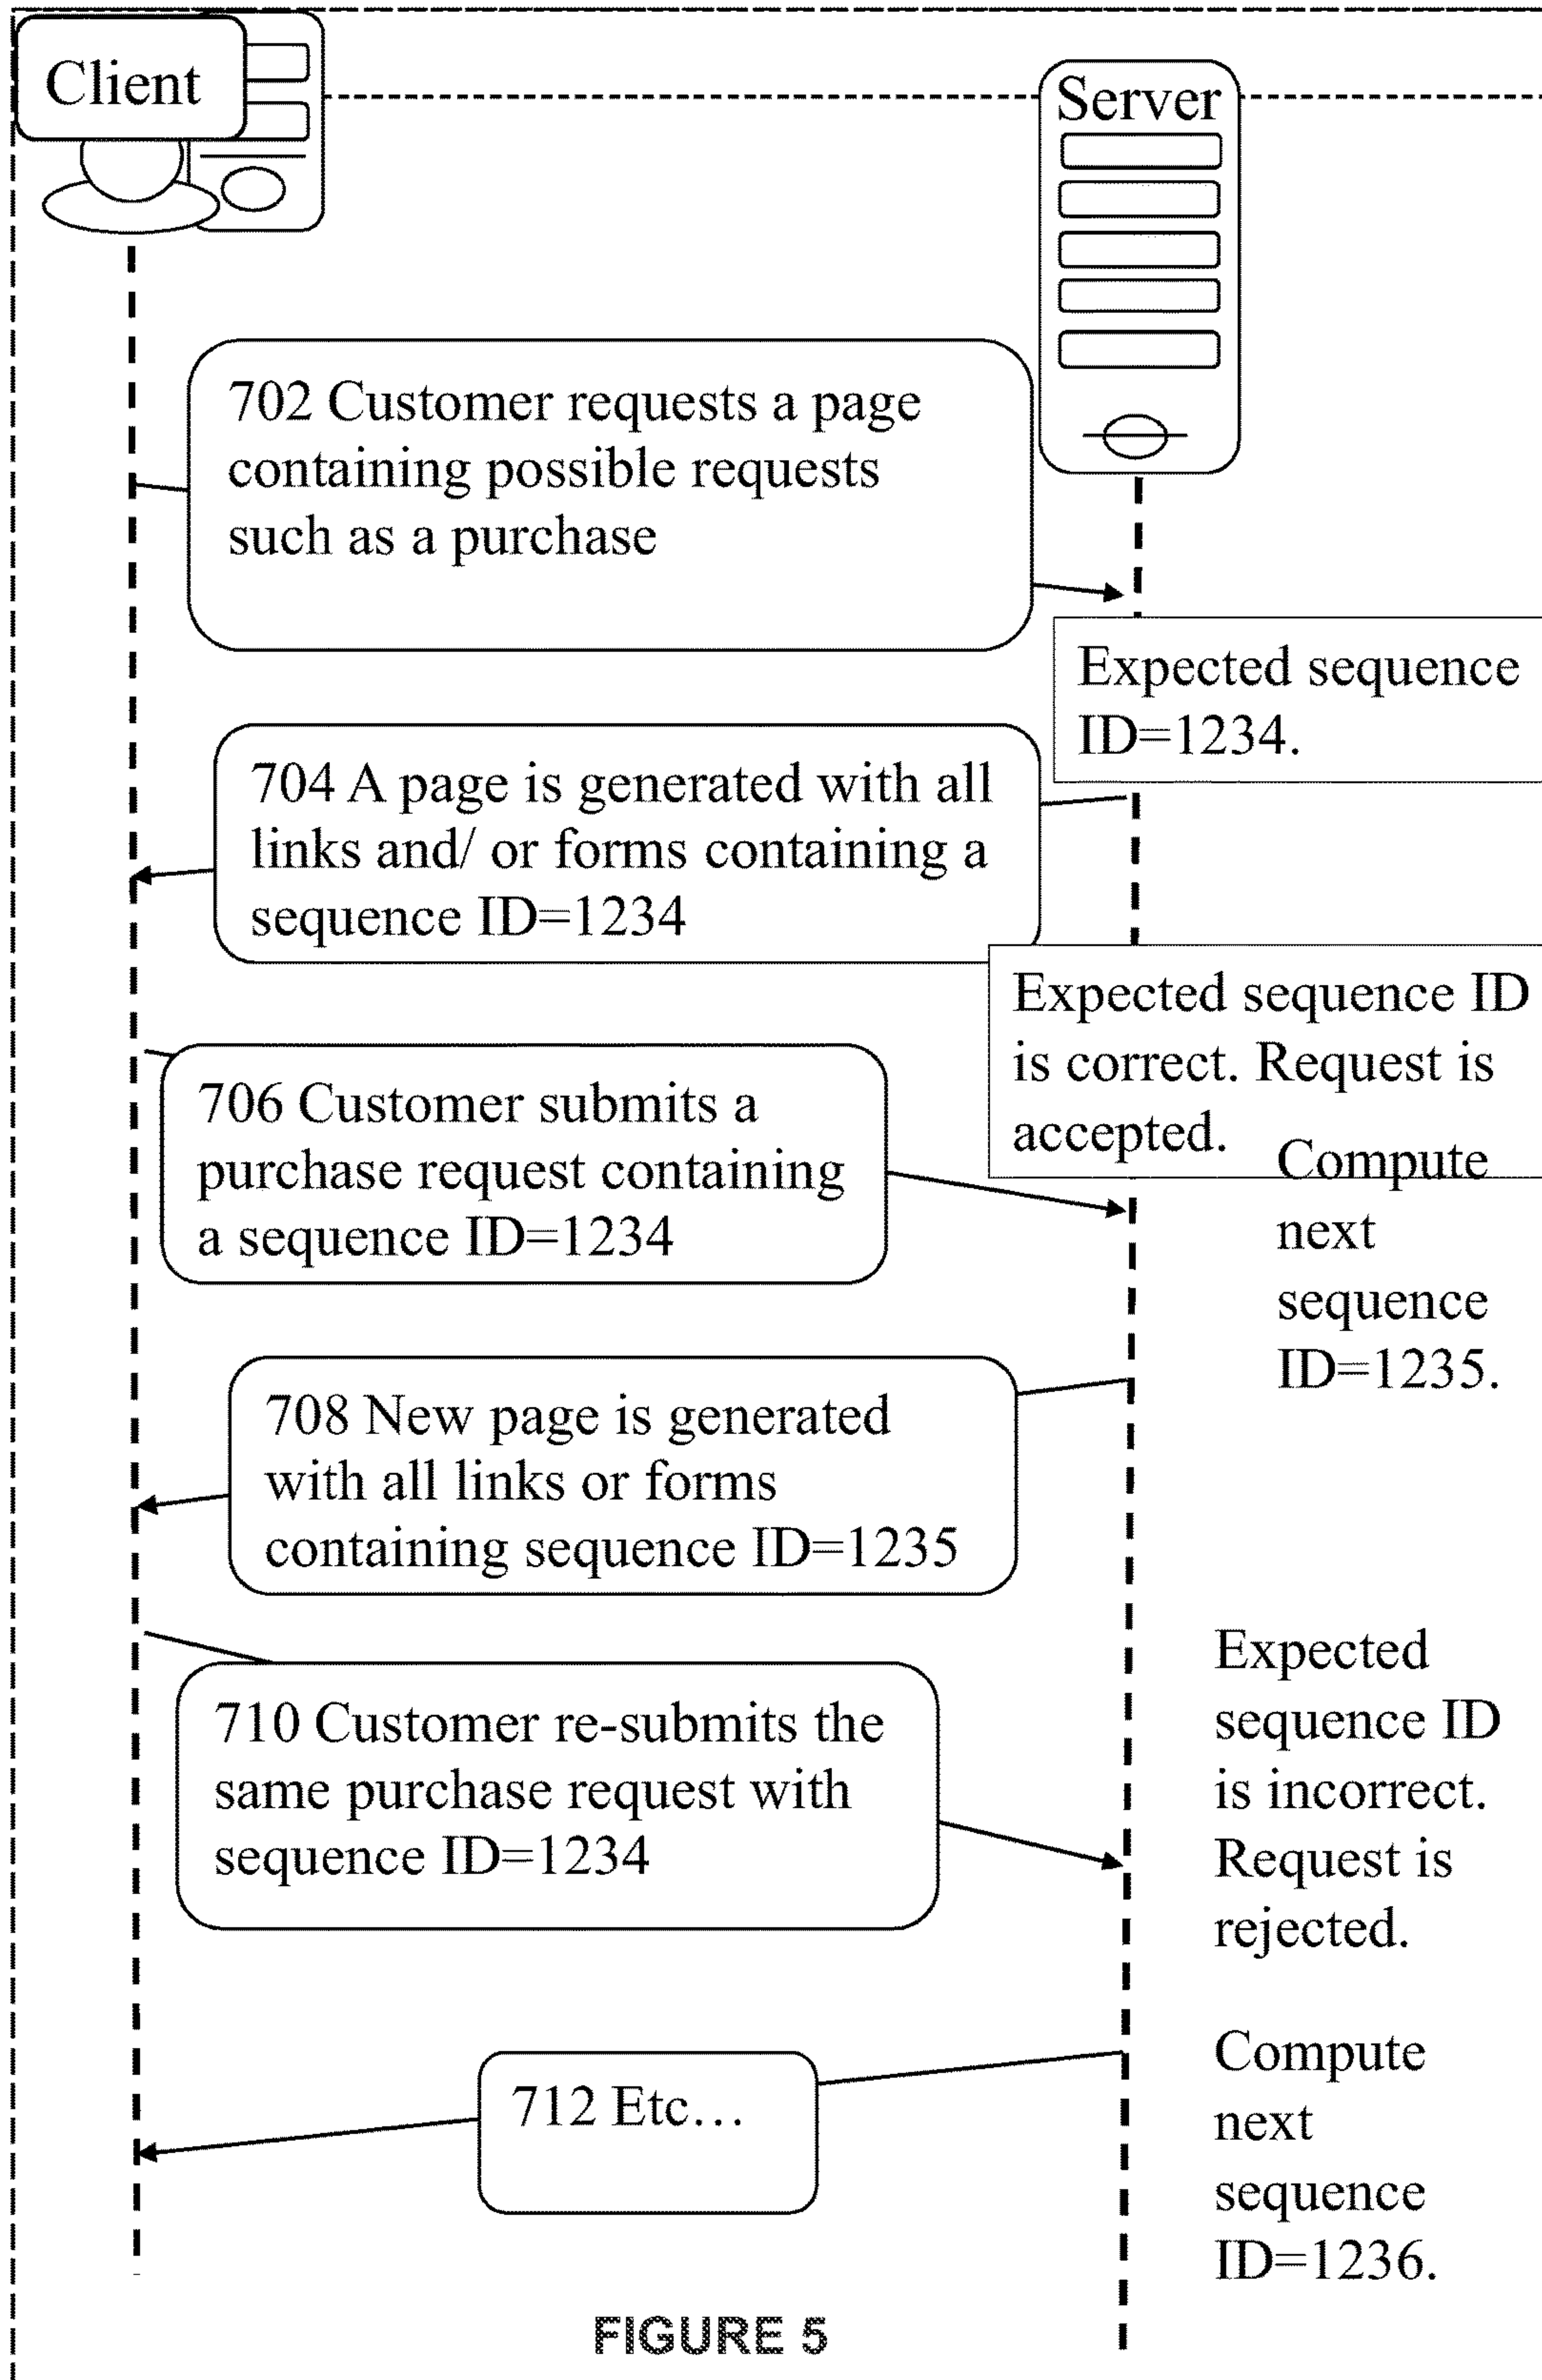 Client
Server
702 Customer requests a page
containing possible requests
such as a purchase
Expected sequence
ID=1234.
704 A page is generated with all
links and/ or forms containing a
sequence ID=1234
Expected sequence ID
is correct. Request is
accepted.
706 Customer submits a
purchase request containing
a sequence ID=1234
Compute
next
sequence
ID=1235.
708 New page is generated
with all links or forms
containing sequence ID=1235
710 Customer re-submits the
same purchase request with
sequence ID=1234
Expected
sequence ID
is incorrect.
Request is
rejected.
712 Etc...
Compute
next
sequence
ID=1236.
FIGURE 5